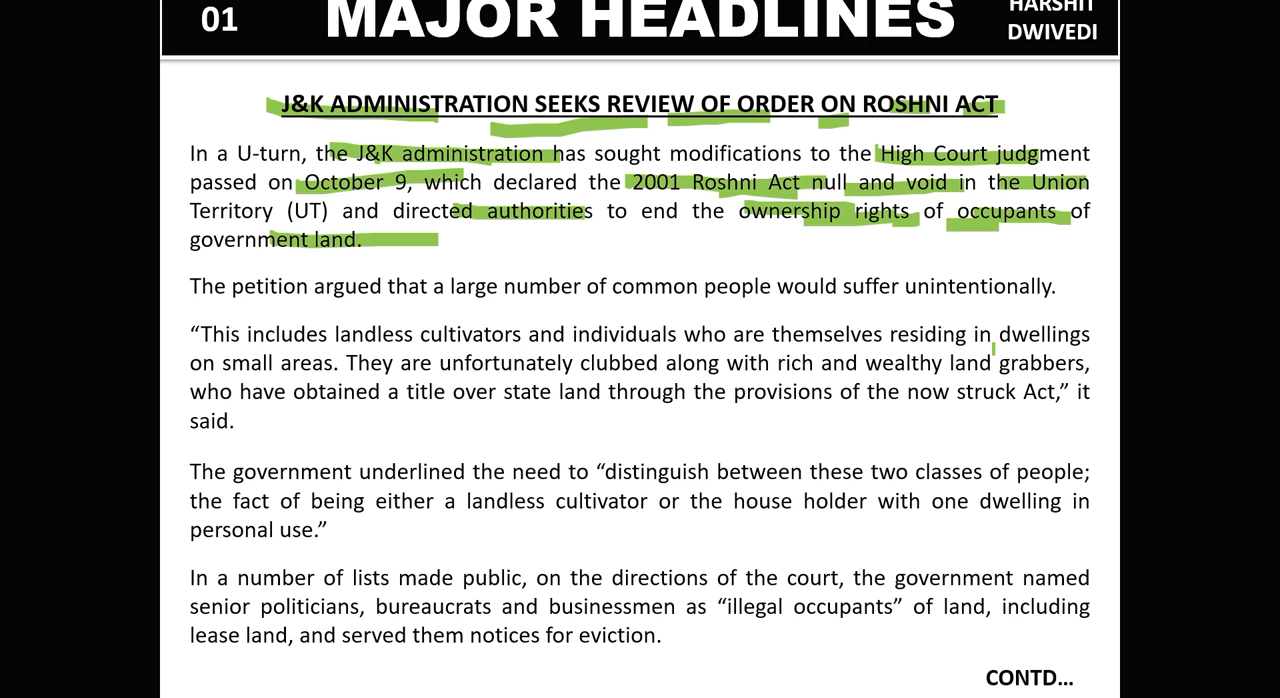 01
MAJOR HEADLINES
HARSHIT
DWIVEDI
J&K ADMINISTRATION SEEKS REVIEW OF ORDER ON ROSHNI ACT
In a U-turn, the J&K administration has sought modifications to the High Court judgment
passed on October 9, which declared the 2001 Roshni Act null and void in the Union
Territory (UT) and directed authorities to end the ownership rights of occupants of
government land.
The petition argued that a large number of common people would suffer unintentionally.
“This includes landless cultivators and individuals who are themselves residing in dwellings
on small areas. They are unfortunately clubbed along with rich and wealthy land grabbers,
who have obtained a title over state land through the provisions of the now struck Act,” it
said.
The government underlined the need to “distinguish between these two classes of people;
the fact of being either a landless cultivator or the house holder with one dwelling in
personal use.”
In a number of lists made public, on the directions of the court, the government named
senior politicians, bureaucrats and businessmen as “illegal occupants” of land, including
lease land, and served them notices for eviction.
CONTD...